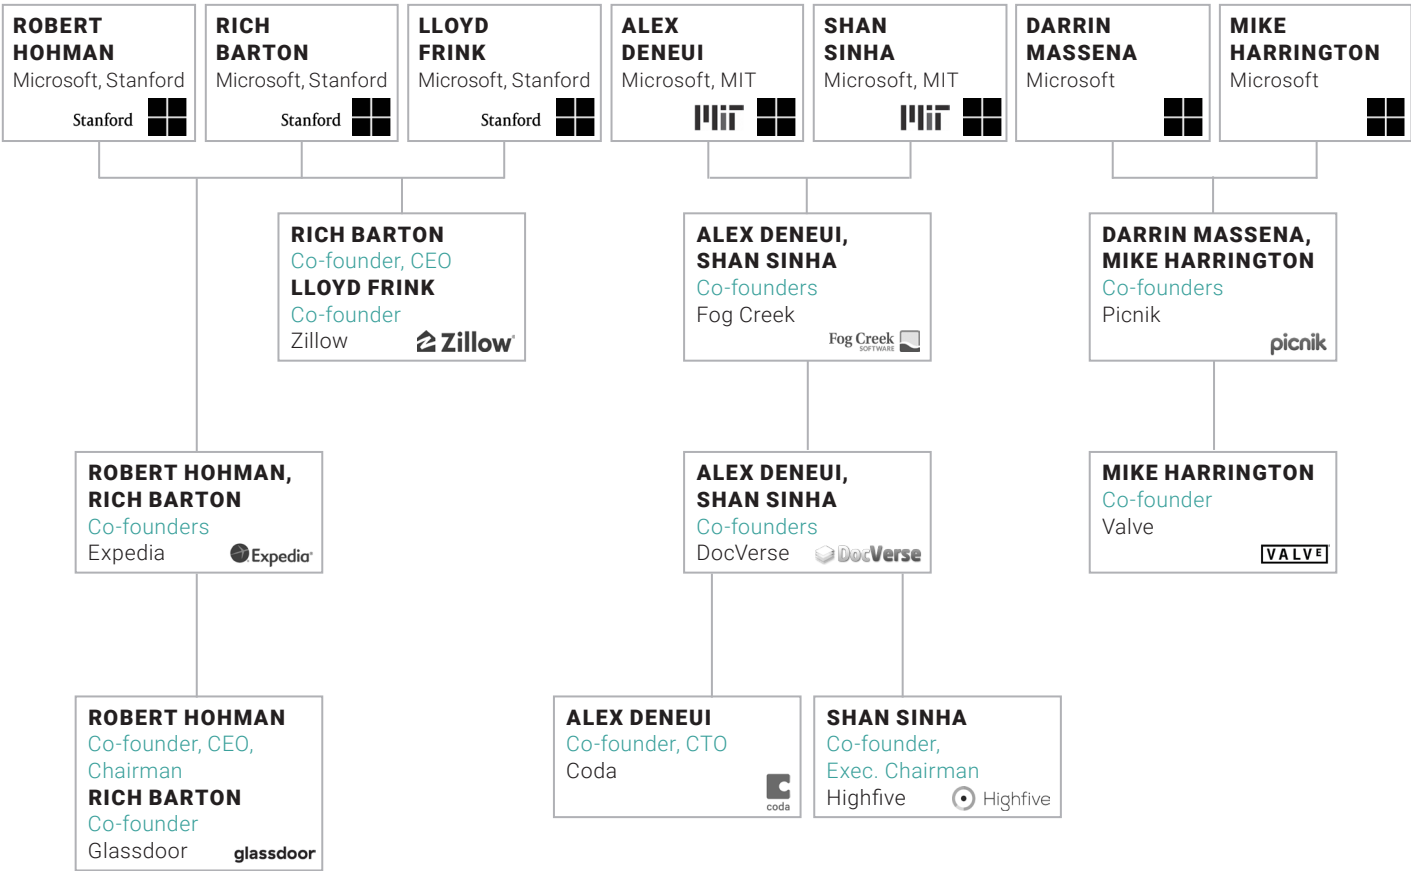 ROBERT
HOHMAN
Microsoft, Stanford
Stanford
RICH
BARTON
Microsoft, Stanford
Stanford
LLOYD
FRINK
Microsoft, Stanford
Stanford
ALEX
DENEUI
Microsoft, MIT
MIT
SHAN
SINHA
Microsoft, MIT
MIT
DARRIN
MASSENA
Microsoft
MIKE
HARRINGTON
Microsoft
RICH BARTON
Co-founder, CEO
LLOYD FRINK
Co-founder
Zillow
Zillow
ALEX DENEUI,
SHAN SINHA
Co-founders
Fog Creek
Fog Creek
SOFTWARE
DARRIN MASSENA,
MIKE HARRINGTON
Co-founders
Picnik
picnik
ROBERT HOHMAN,
RICH BARTON
Co-founders
Expedia
Expedia
ALEX DENEUI,
SHAN SINHA
Co-founders
DocVerse
DocVerse
MIKE HARRINGTON
Co-founder
Valve
VALVE
ROBERT HOHMAN
Co-founder, CEO,
Chairman
RICH BARTON
Co-founder
Glassdoor
glassdoor
ALEX DENEUI
Co-founder, CTO
Coda
coda
SHAN SINHA
Co-founder,
Exec. Chairman
Highfive
Highfive